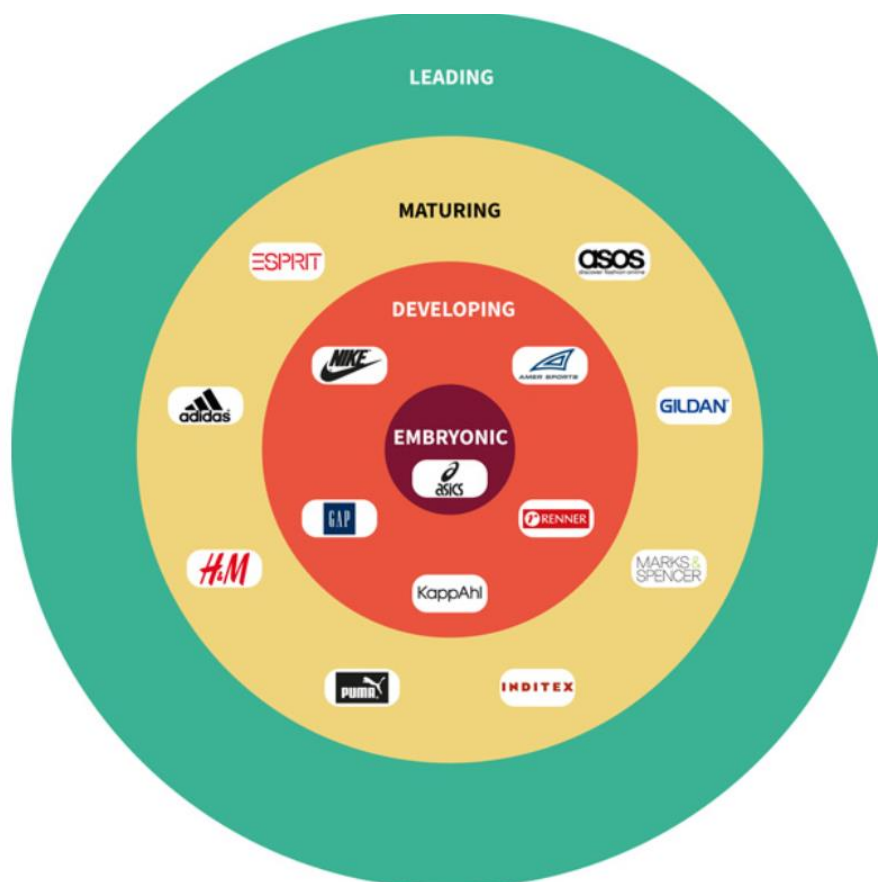 LEADING
MATURING
ESPRIT
asos
discover fashion online
DEVELOPING
NIKE
AMER SPORTS
adidas
GILDAN
EMBRYONIC
asics
GAP
r RENNER
H&M
MARKS&
SPENCER
KappAhl
PUMA
INDITEX